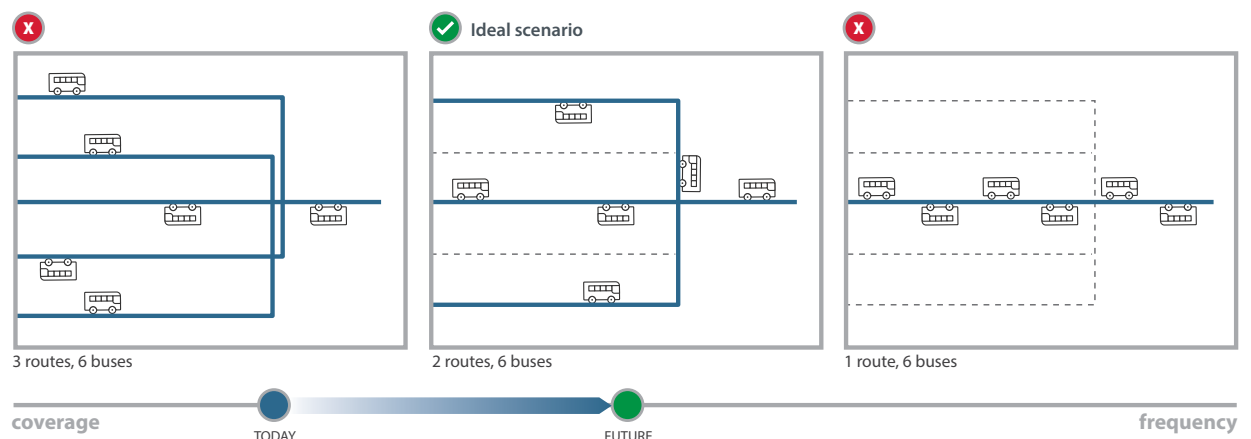 X
Ideal scenario
X
3 routes, 6 buses
2 routes, 6 buses
1 route, 6 buses
coverage
frequency
TODAY
FUTURE